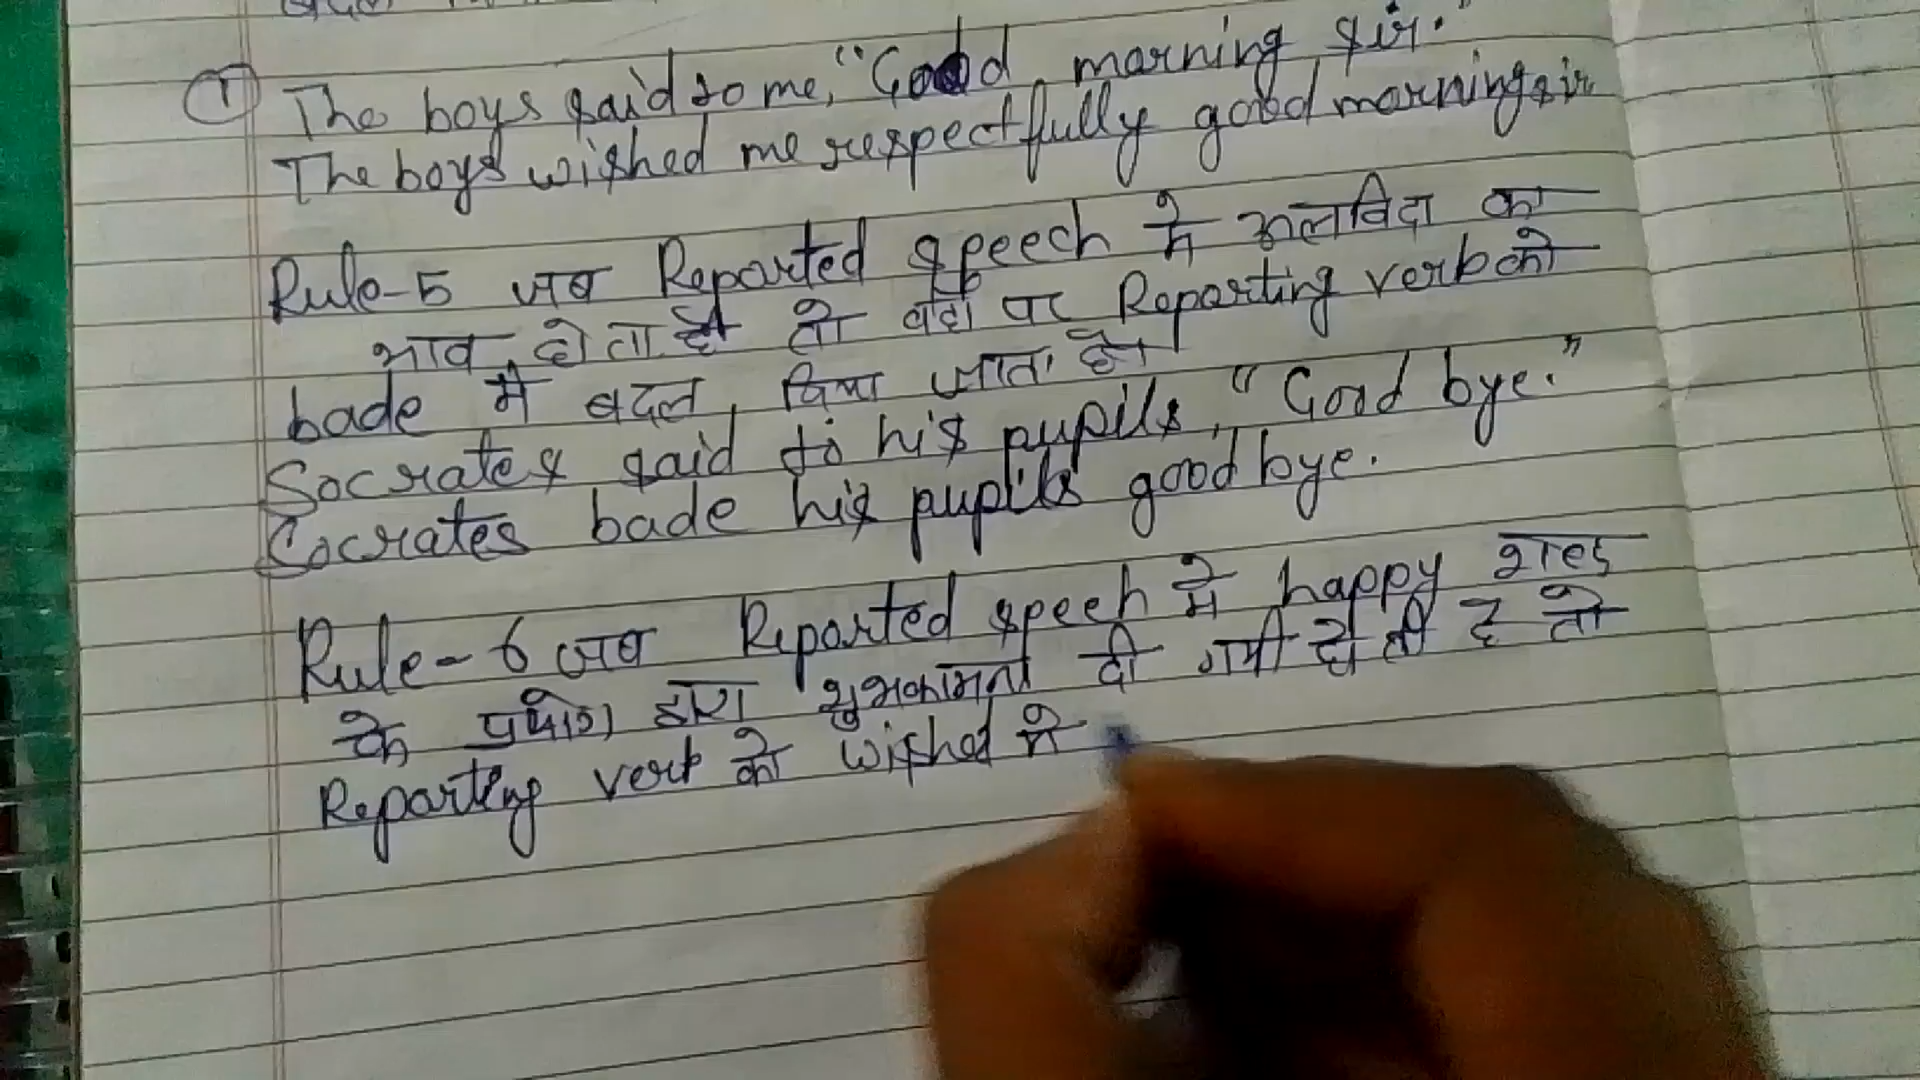 ① The boys said to me, "Good morning sir."
The boys wished me respectfully good morning sir
Rule-5 जब Reported speech मे अलविदा का
भाव होता है तो वहां पर Reporting verb को
bade मे बदल दिया जाता है।
Socrates said to his pupils, "Good bye."
Socrates bade his pupils good bye.
Rule-6 जब Reported speeh मे happy शब्द
के प्रयोग द्वारा शुभकामना दी गयी होती है तो
Reporting verb को wished मे